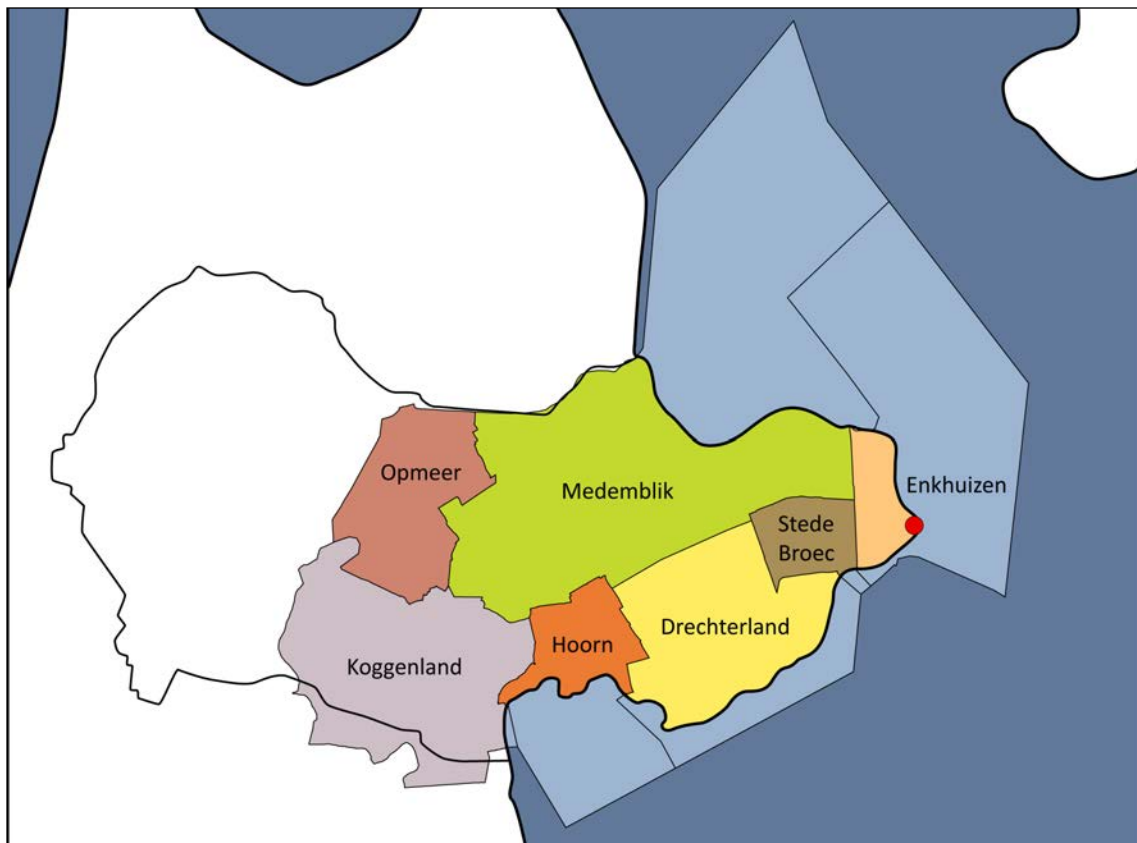 Opmeer
Medemblik
Enkhuizen
Stede
Broec
Drechterland
Hoorn
Koggenland